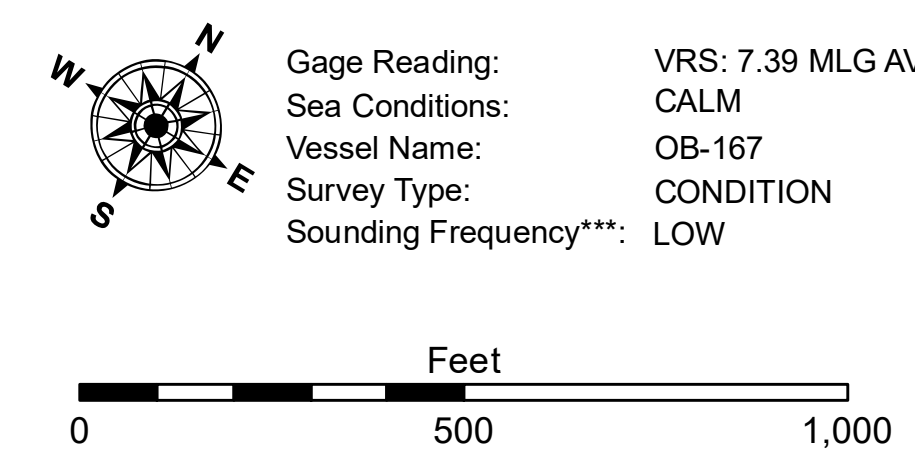 N
W
E
S
Gage Reading: VRS: 7.39 MLG
Sea Conditions: CALM
Vessel Name: OB-167
Survey Type: CONDITION
Sounding Frequency***: LOW
Feet
0 500 1,000